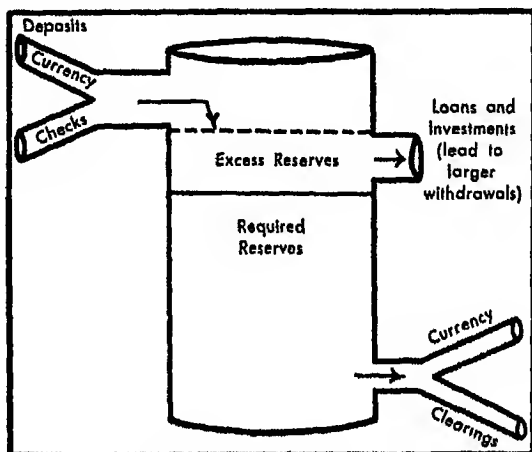 Deposits
Currency
Checks
Loans and
Investments
(lead to
larger
withdrawals)
Excess Reserves
Required
Reserves
Currency
Clearings